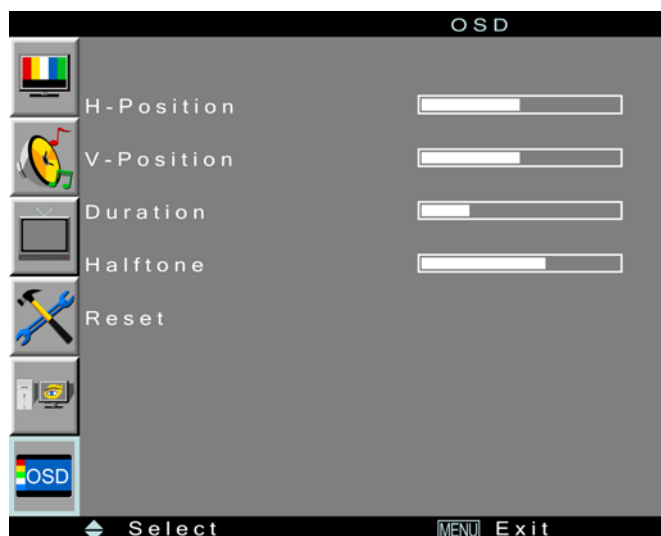 OSD
H-Position
V-Position
Duration
Halftone
Reset
OSD
Select MENU Exit